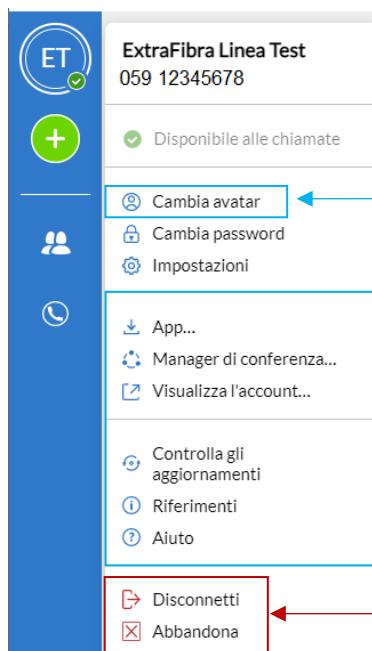 ET
ExtraFibra Linea Test
059 12345678
Disponibile alle chiamate
Cambia avatar
Cambia password
Impostazioni
App...
Manager di conferenza...
Visualizza l'account...
Controlla gli
aggiornamenti
Riferimenti
Aiuto
Disconnetti
Abbandona